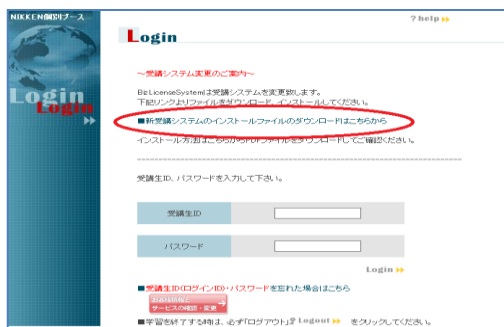 NIKKEN個別ブース
? help
Login
Login
Login
～受講システム変更のご案内～
BizLicenseSystemは受講システムを変更致します。
下記リンクよりファイルをダウンロード、インストールしてください。
■新受講システムのインストールファイルのダウンロードはこちらから
インストール方法はこちらからPDFファイルをダウンロードしてご確認ください。
受講生ID、パスワードを入力して下さい。
受講生ID
パスワード
Login
■受講生ID(ログインID)・パスワードを忘れた場合はこちら
お客様情報と
サービスの確認・変更
■学習を終了する時は、必ず「ログアウト」? Logout をクリックしてください。